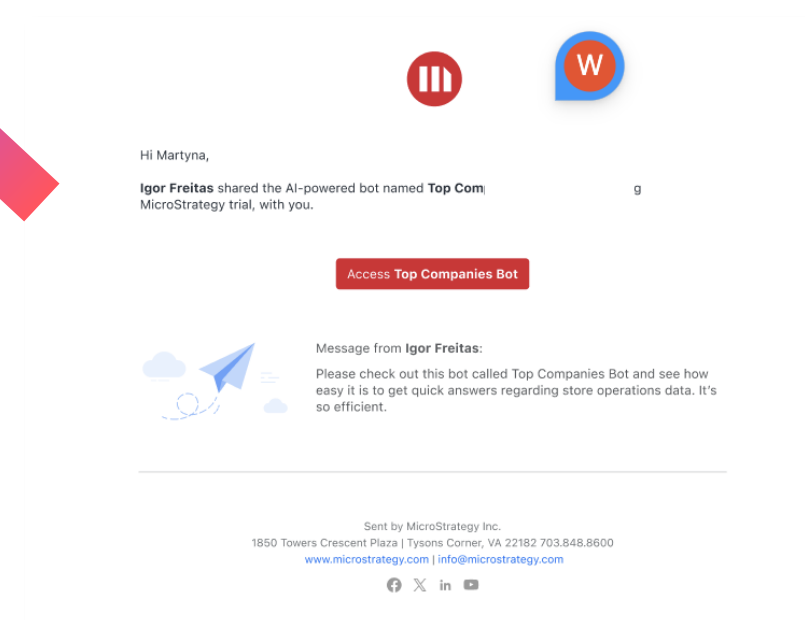 W
Hi Martyna,
Igor Freitas shared the AI-powered bot named Top Com g
MicroStrategy trial, with you.
Access Top Companies Bot
Message from Igor Freitas:
Please check out this bot called Top Companies Bot and see how
easy it is to get quick answers regarding store operations data. It's
so efficient.
Sent by MicroStrategy Inc.
1850 Towers Crescent Plaza | Tysons Corner, VA 22182 703.848.8600
www.microstrategy.com | info@microstrategy.com